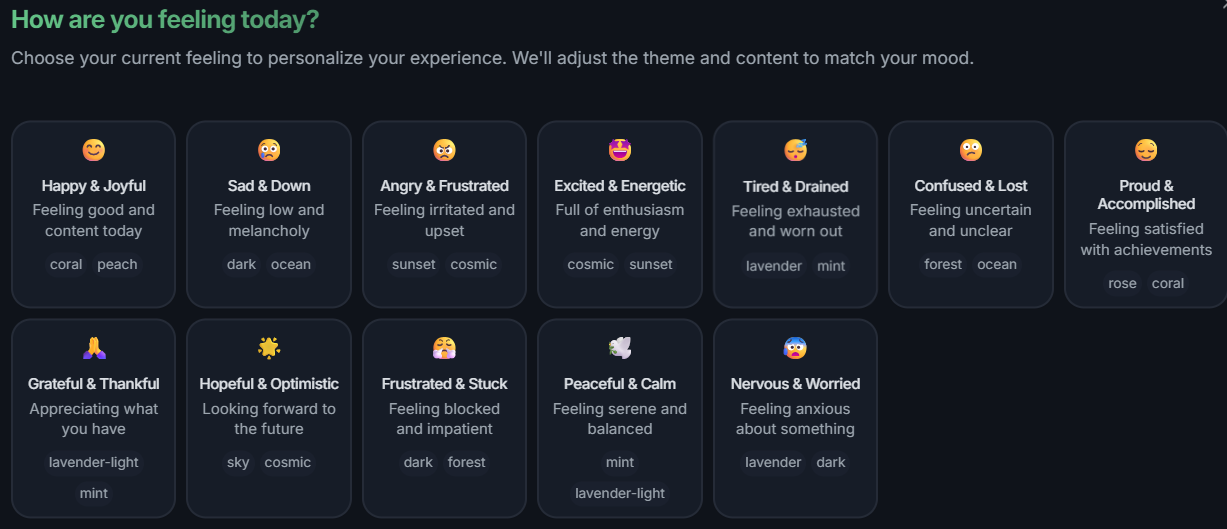 How are you feeling today?
Choose your current feeling to personalize your experience. We'll adjust the theme and content to match your mood.
Happy & Joyful
Feeling good and
content today
coral peach
Sad & Down
Feeling low and
melancholy
dark ocean
Angry & Frustrated
Feeling irritated and
upset
sunset cosmic
Excited & Energetic
Full of enthusiasm
and energy
cosmic sunset
Tired & Drained
Feeling exhausted
and worn out
lavender mint
Confused & Lost
Feeling uncertain
and unclear
forest ocean
Proud &
Accomplished
Feeling satisfied
with achievements
rose coral
Grateful & Thankful
Appreciating what
you have
lavender-light
mint
Hopeful & Optimistic
Looking forward to
the future
sky cosmic
Frustrated & Stuck
Feeling blocked
and impatient
dark forest
Peaceful & Calm
Feeling serene and
balanced
mint
lavender-light
Nervous & Worried
Feeling anxious
about something
lavender dark